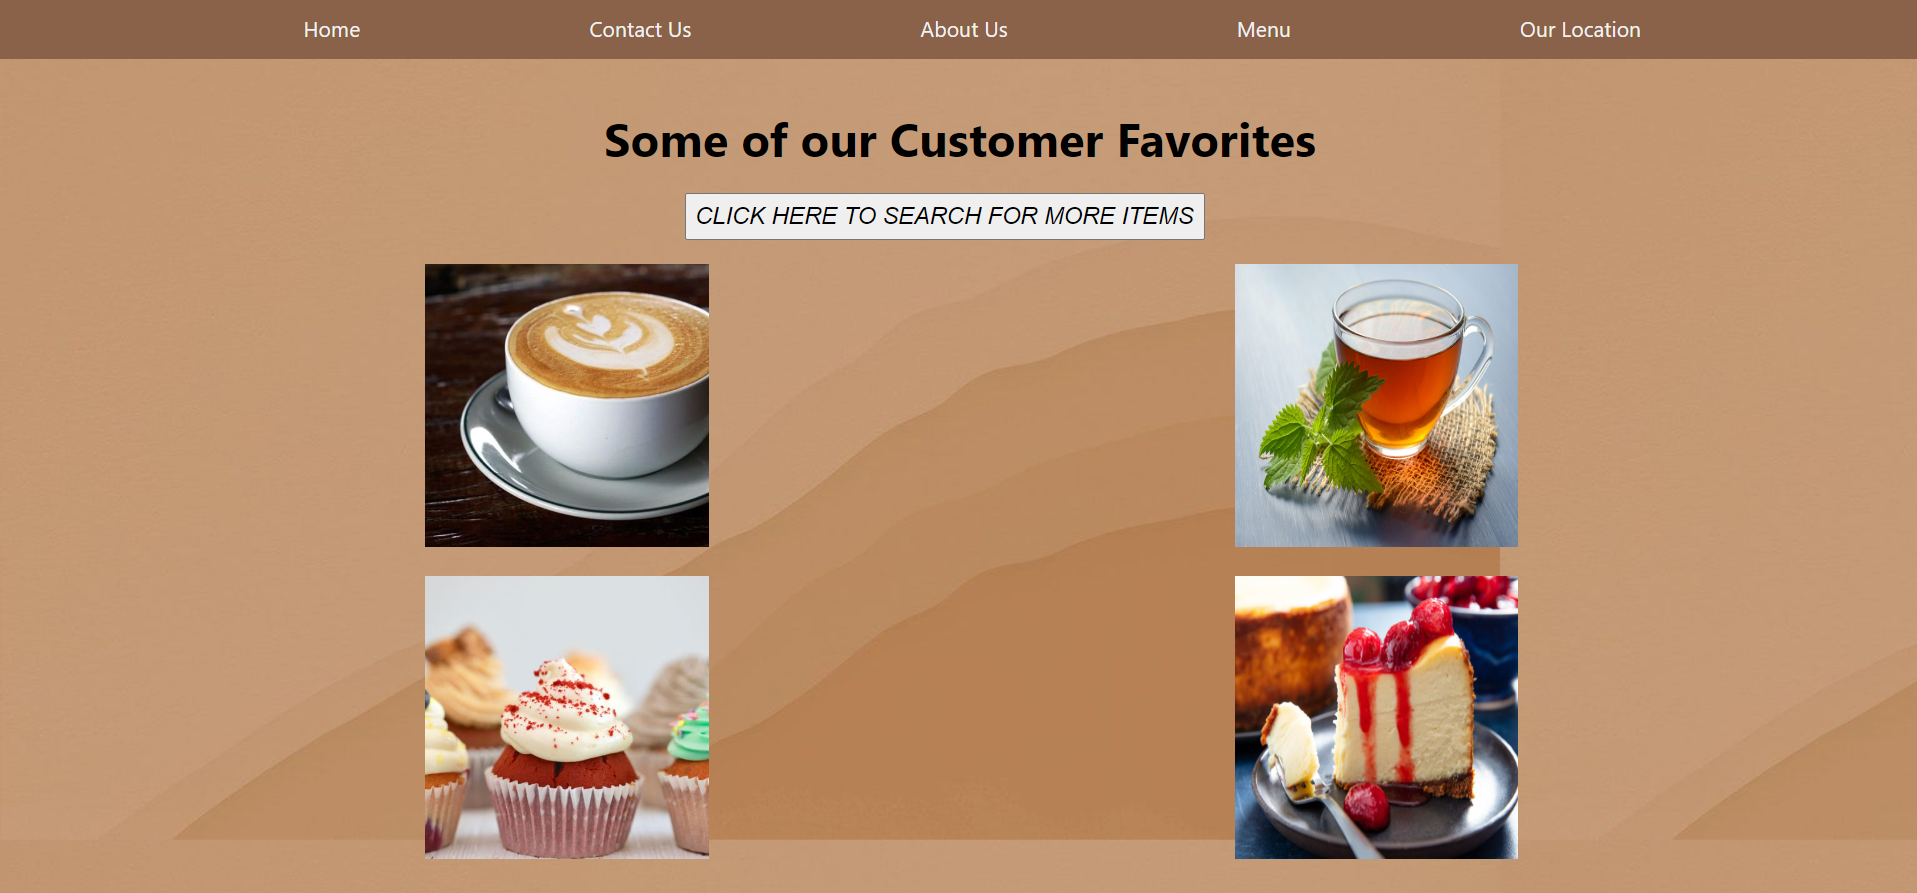 Home Contact Us About Us Menu Our Location
Some of our Customer Favorites
CLICK HERE TO SEARCH FOR MORE ITEMS